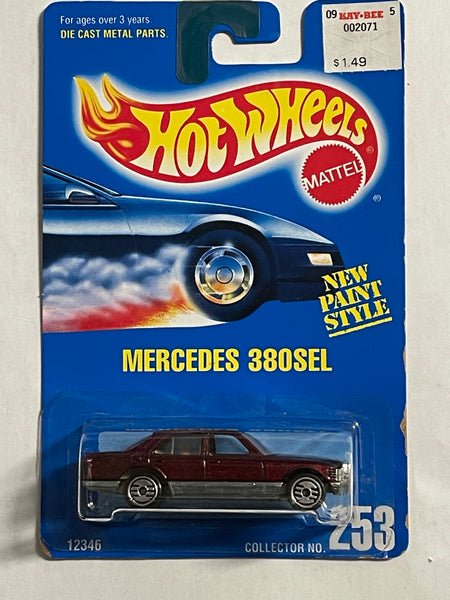 For ages over 3 years
DIE CAST METAL PARTS.
09 KAY•BEE 5
002071
$1.49
HOT WHEELS
®
MATTEL
®
NEW
PAINT
STYLE
MERCEDES 380SEL
12346
COLLECTOR NO. 253